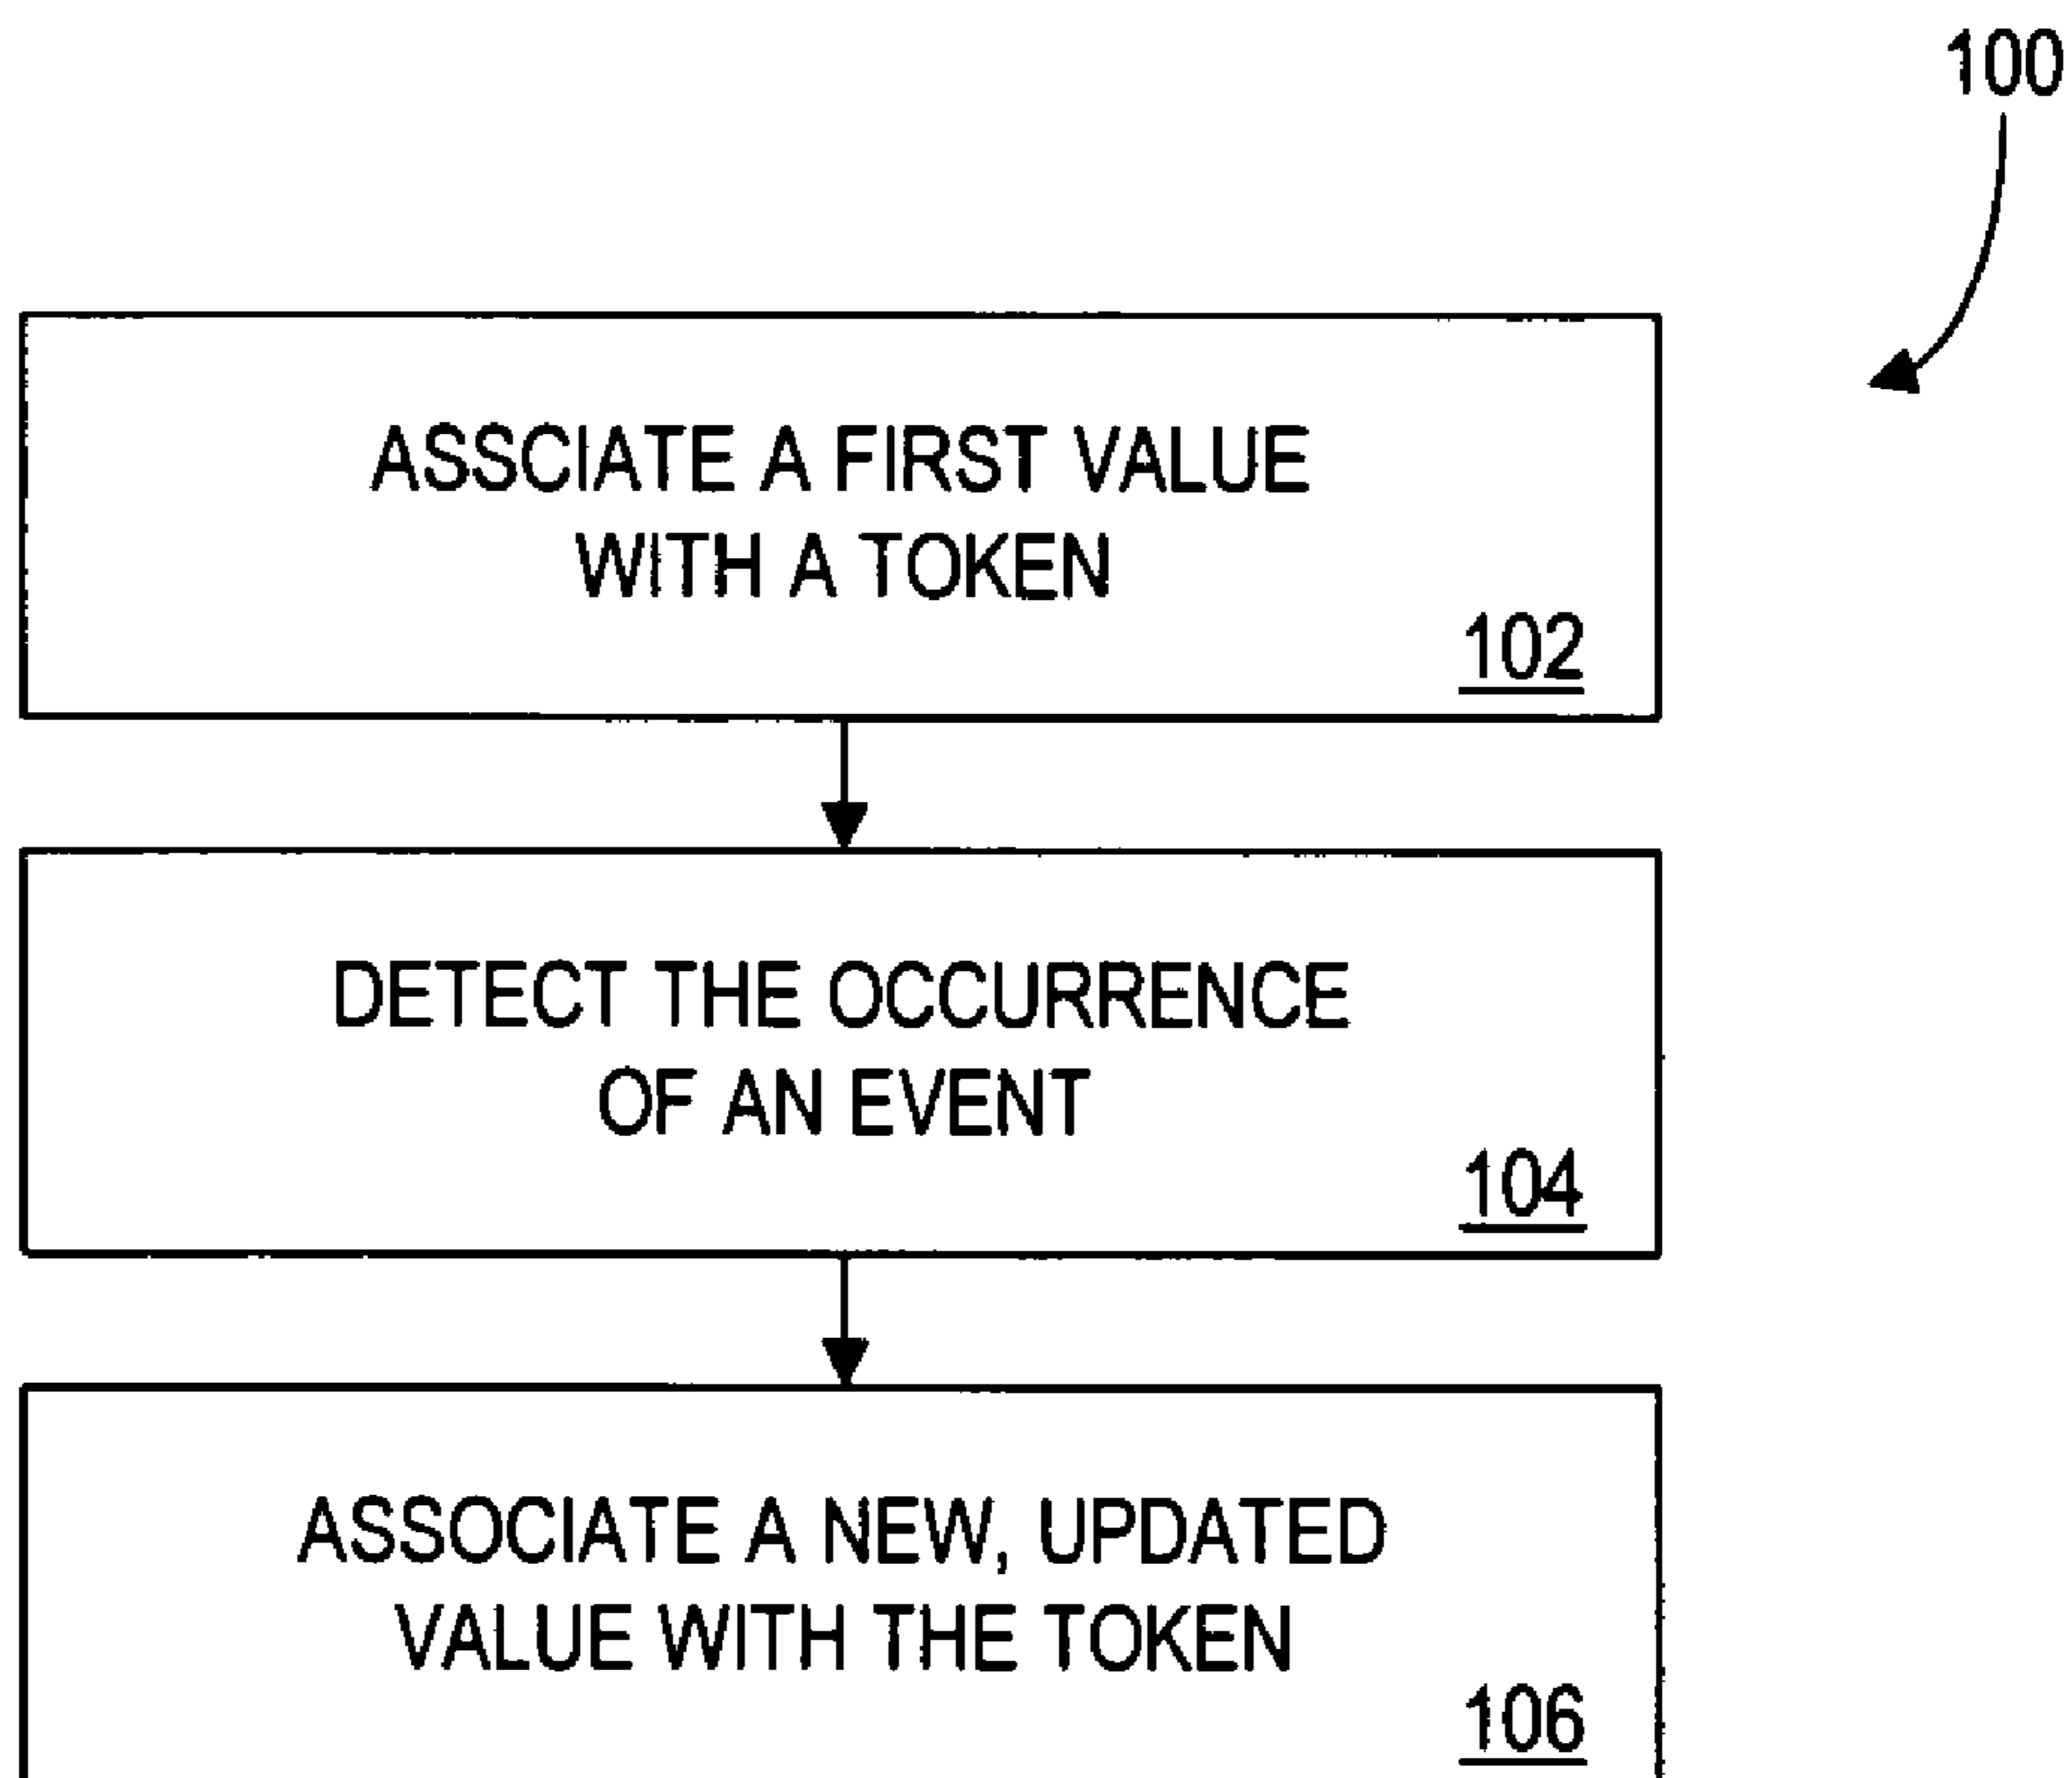 100
ASSCIATE A FIRST VALUE
WITH A TOKEN
102
DETECT THE OCCURRENCE
OF AN EVENT
104
ASSOCIATE A NEW, UPDATED
VALUE WITH THE TOKEN
106